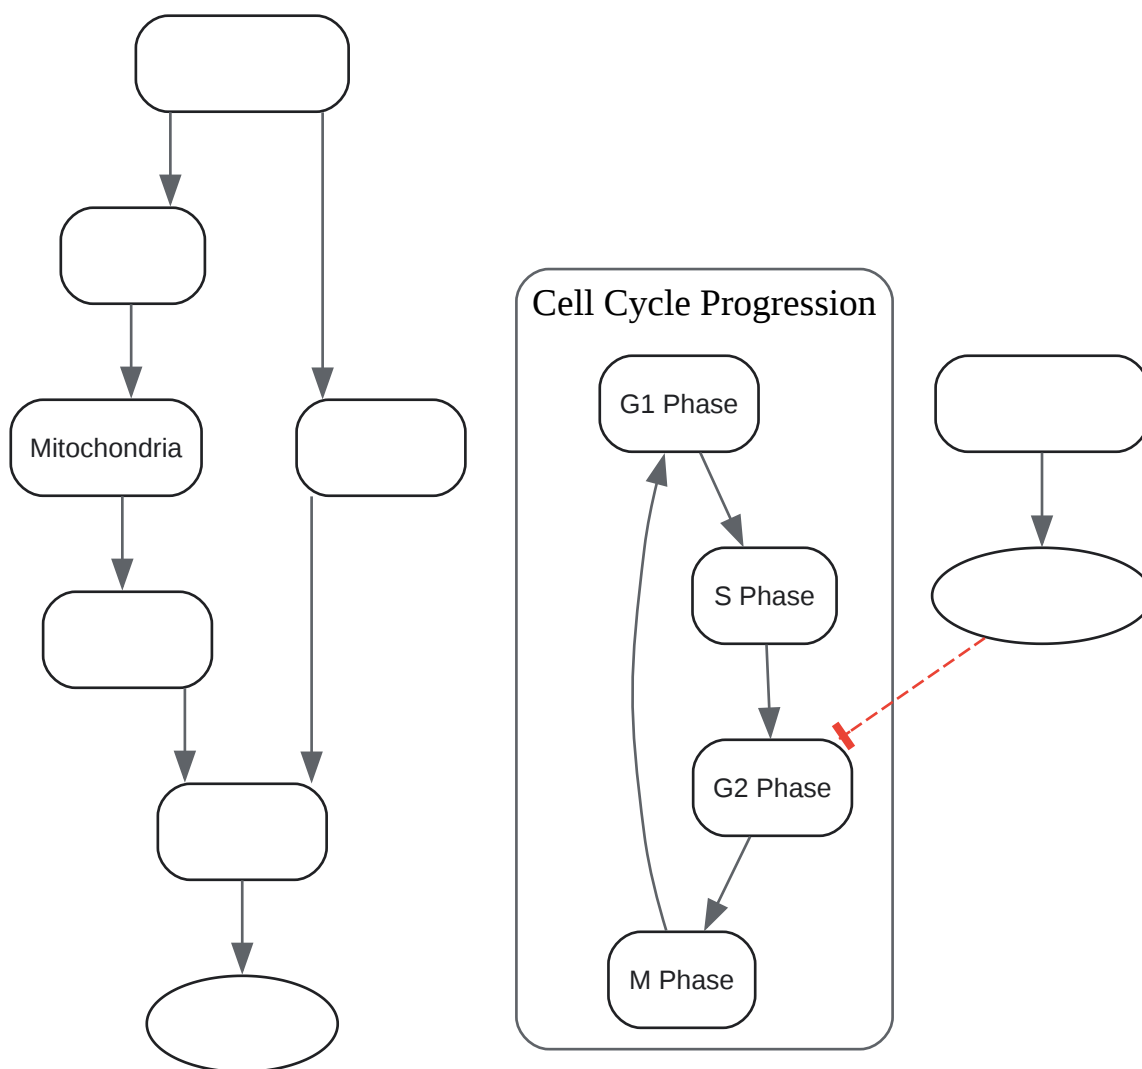 Cell Cycle Progression
G1 Phase
Mitochondria
S Phase
G2 Phase
M Phase